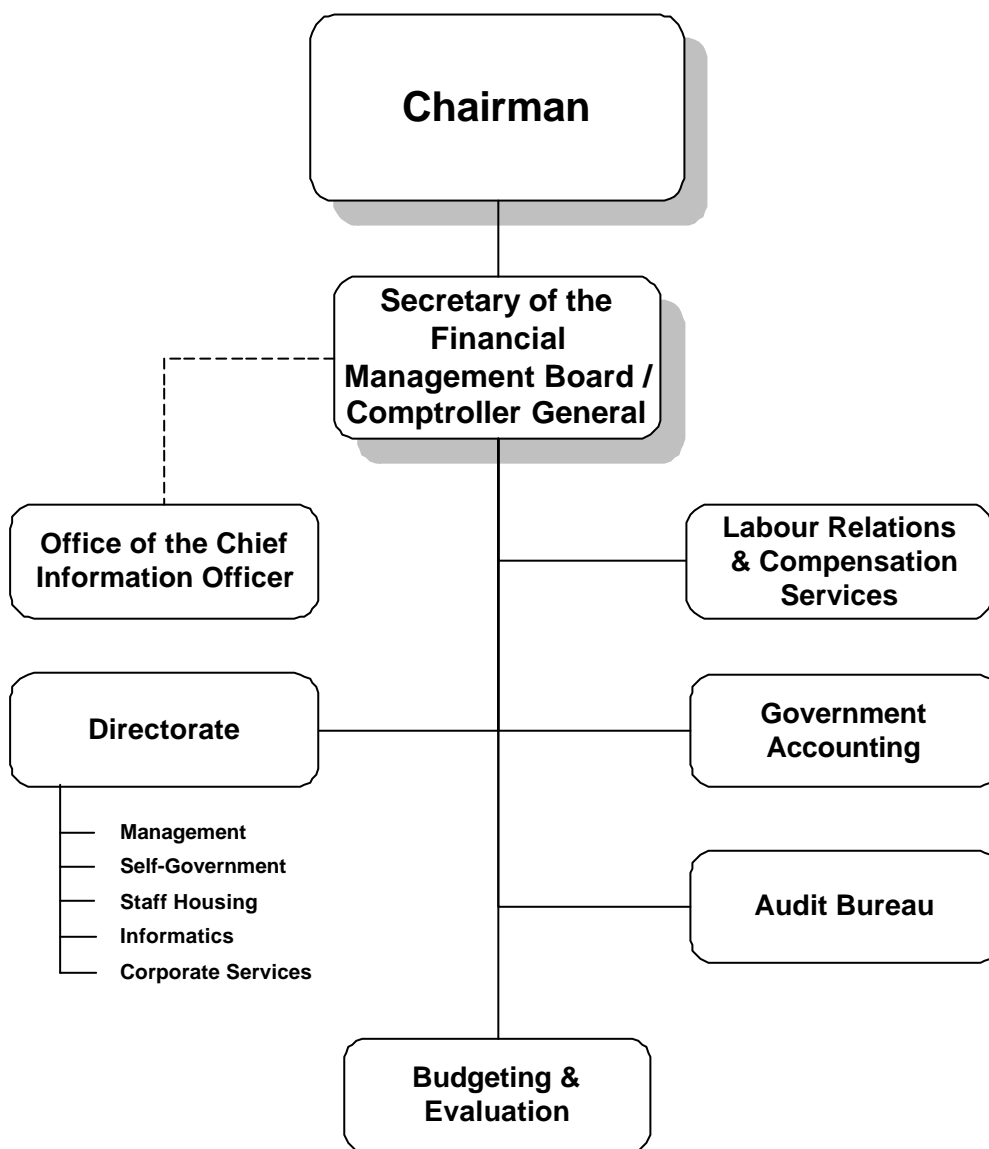 Chairman
Secretary of the
Financial
Management Board /
Comptroller General
Office of the Chief
Information Officer
Labour Relations
& Compensation
Services
Directorate
Government
Accounting
Management
Self-Government
Staff Housing
Informatics
Corporate Services
Audit Bureau
Budgeting &
Evaluation